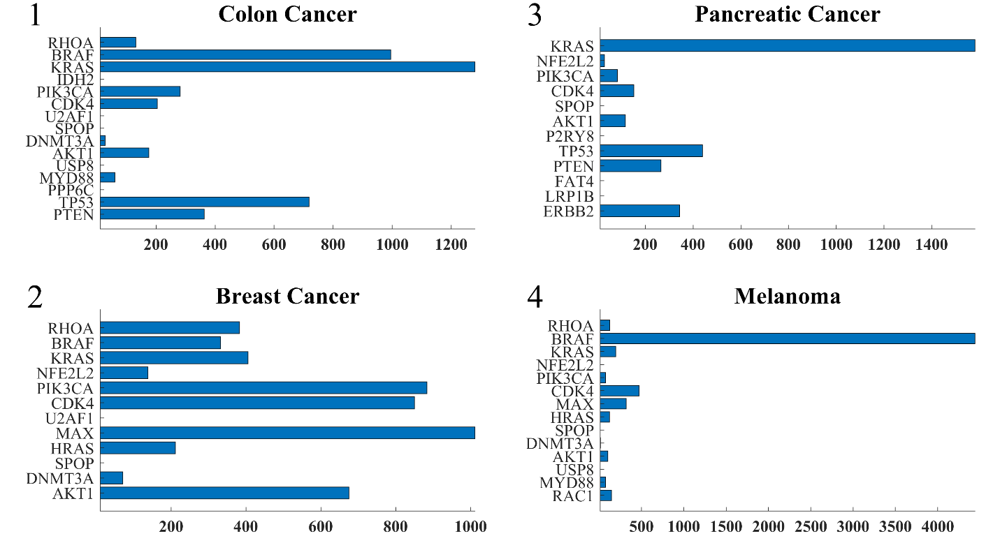 1 Colon Cancer
RHOA
BRAF
KRAS
IDH2
PIK3CA
CDK4
U2AF1
SPOP
DNMT3A
AKT1
USP8
MYD88
PPP6C
TP53
PTEN
200 400 600 800 1000 1200
2 Breast Cancer
RHOA
BRAF
KRAS
NFE2L2
PIK3CA
CDK4
U2AF1
MAX
HRAS
SPOP
DNMT3A
AKT1
200 400 600 800 1000
3 Pancreatic Cancer
KRAS
NFE2L2
PIK3CA
CDK4
SPOP
AKT1
P2RY8
TP53
PTEN
FAT4
LRP1B
ERBB2
200 400 600 800 1000 1200 1400
4 Melanoma
RHOA
BRAF
KRAS
NFE2L2
PIK3CA
CDK4
MAX
HRAS
SPOP
DNMT3A
AKT1
USP8
MYD88
RAC1
500 1000 1500 2000 2500 3000 3500 4000